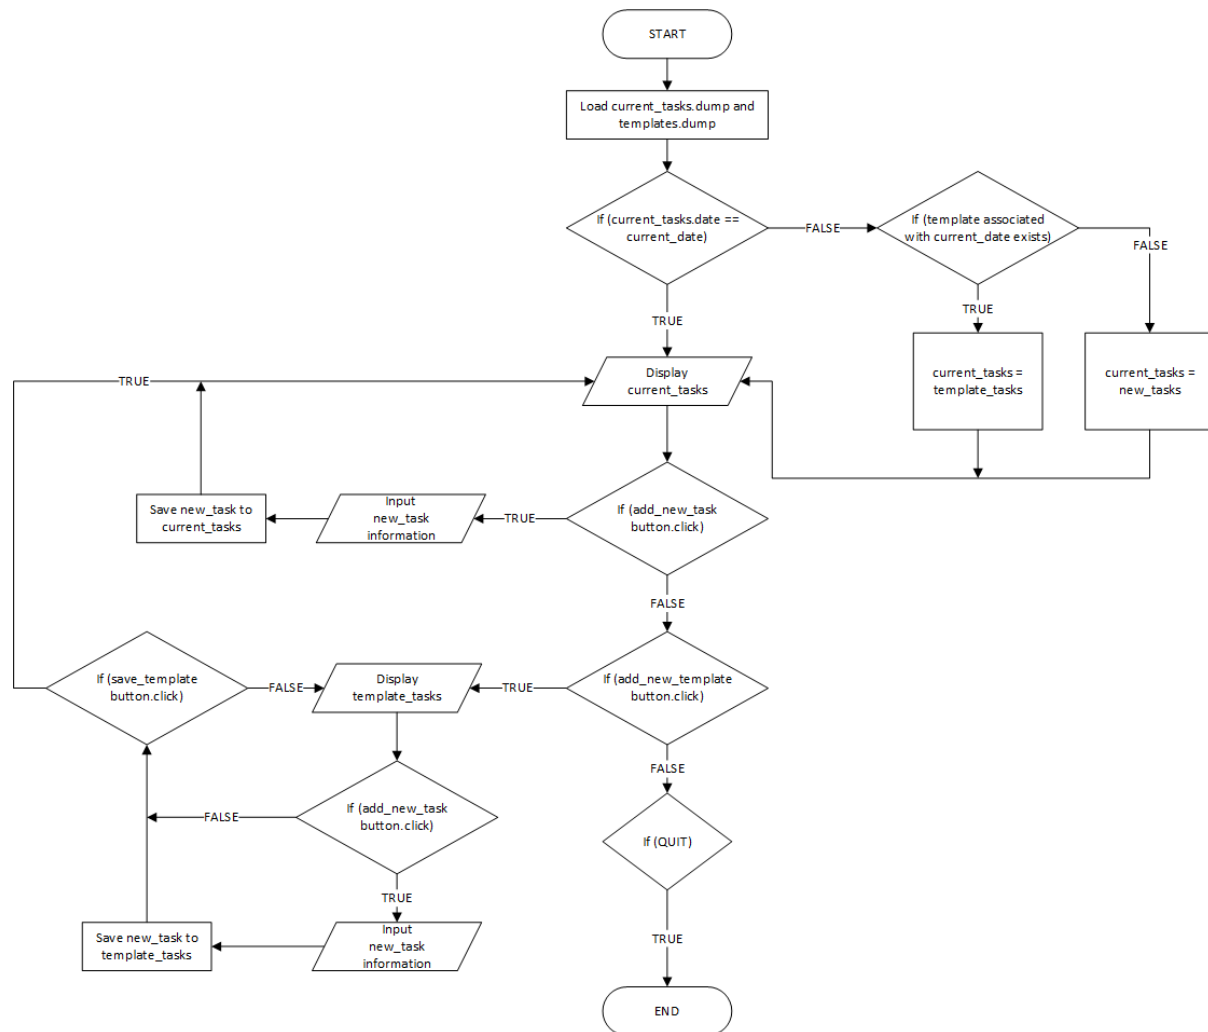 START
Load current_tasks.dump and
templates.dump
If (current_tasks.date ==
current_date)
FALSE
If (template associated
with current_date exists)
FALSE
TRUE
TRUE
current_tasks =
template_tasks
current_tasks =
new_tasks
TRUE
Display
current_tasks
Save new_task to
current_tasks
Input
new_task
information
TRUE
If (add_new_task
button.click)
FALSE
If (save_template
button.click)
FALSE
Display
template_tasks
TRUE
If (add_new_template
button.click)
FALSE
If (add_new_task
button.click)
FALSE
If (QUIT)
TRUE
Save new_task to
template_tasks
Input
new_task
information
TRUE
END